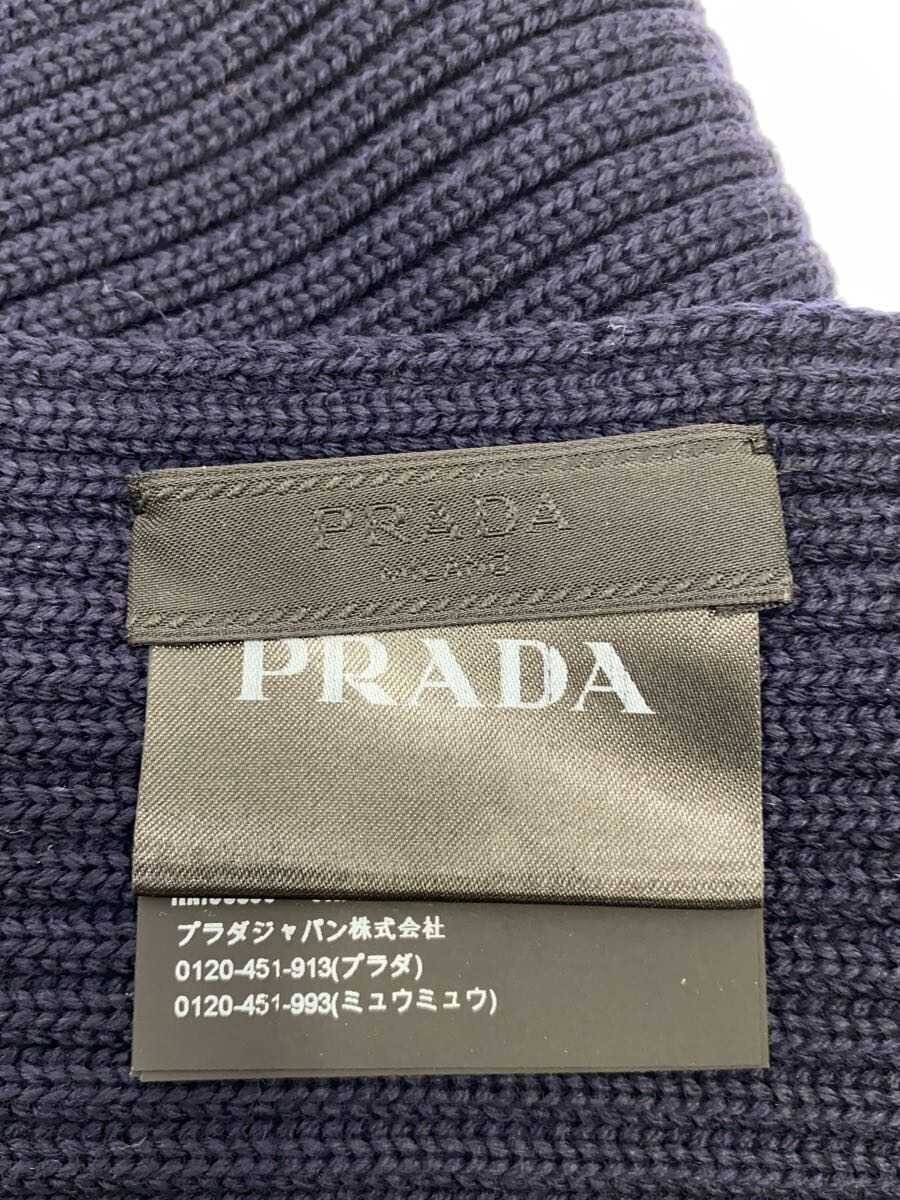 PRADA
MILANO
PRADA
プラダジャパン株式会社
0120-451-913(プラダ)
0120-451-993(ミュウミュウ)